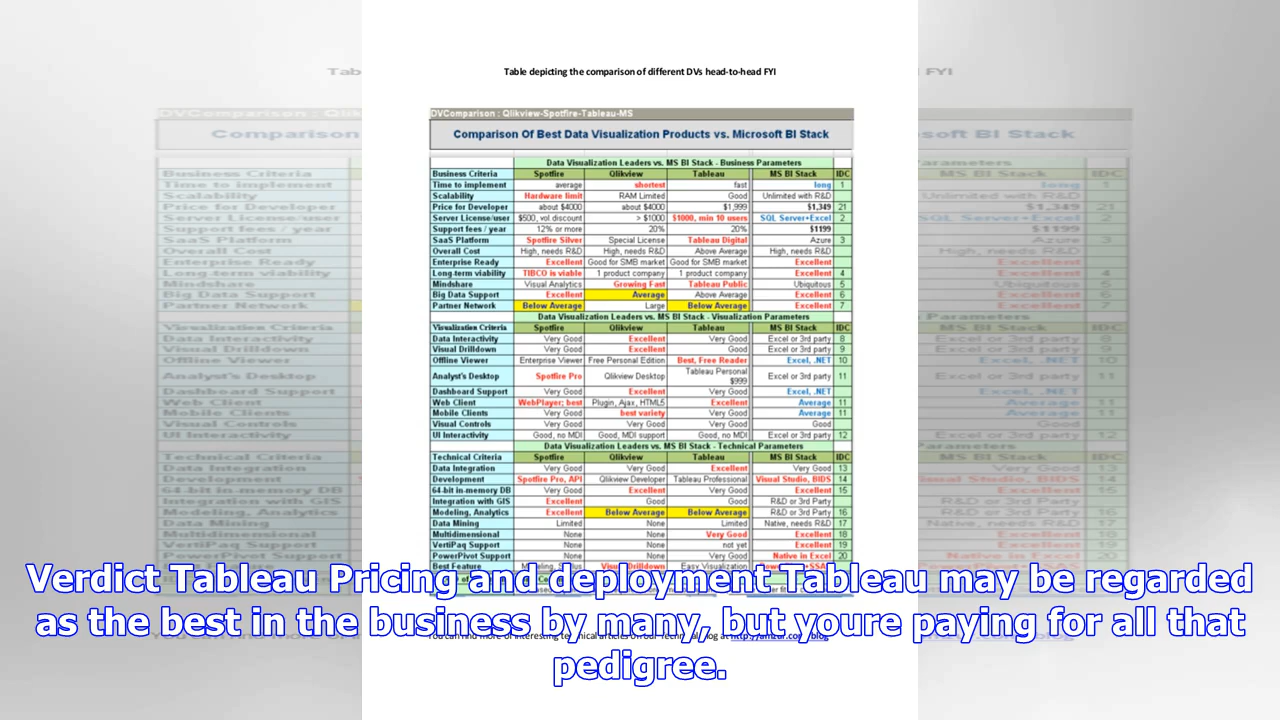 Table depicting the comparison of different DVs head-to-head FYI
DVComparison : Qlikview-Spotfire-Tableau-MS
Comparison Of Best Data Visualization Products vs. Microsoft BI Stack
Data Visualization Leaders vs. MS BI Stack - Business Parameters
Business Criteria Spotfire Qlikview Tableau MS BI Stack IDC
Time to implement average shortest fast long 1
Scalability Hardware limit RAM Limited Good Unlimited with R&D
Price for Developer about $4000 about $4000 $1,999 $1,349 21
Server License/user $500, vol discount > $1000 $1000, min 10 users SQL Server+Excel 2
Support fees / year 12% or more 20% 20% $1199
SaaS Platform Spotfire Silver Special License Tableau Digital Azure 3
Overall Cost High, needs R&D High, needs R&D Above Average High, needs R&D
Enterprise Ready Excellent Good for SMB market Good for SMB market Excellent
Long-term viability TIBCO is viable 1 product company 1 product company Excellent 4
Mindshare Visual Analytics Growing Fast Tableau Public Ubiquitous 5
Big Data Support Excellent Average Above Average Excellent 6
Partner Network Below Average Large Below Average Excellent 7
Data Visualization Leaders vs. MS BI Stack - Visualization Parameters
Visualization Criteria Spotfire Qlikview Tableau MS BI Stack IDC
Data Interactivity Very Good Excellent Very Good Excel or 3rd party 8
Visual Drilldown Very Good Excellent Good Excel or 3rd party 9
Offline Viewer Enterprise Viewer Free Personal Edition Best, Free Reader Excel, .NET 10
Analyst's Desktop Spotfire Pro Qlikview Desktop Tableau Personal $999 Excel or 3rd party 11
Dashboard Support Very Good Excellent Very Good Excel, .NET
Web Client WebPlayer; best Plugin, Ajax, HTML5 Excellent Average 11
Mobile Clients Very Good best variety Very Good Average 11
Visual Controls Very Good Very Good Very Good Good
UI Interactivity Good, no MDI Good, MDI support Good, no MDI Excel or 3rd party 12
Data Visualization Leaders vs. MS BI Stack - Technical Parameters
Technical Criteria Spotfire Qlikview Tableau MS BI Stack IDC
Data Integration Very Good Very Good Excellent Very Good 13
Development Spotfire Pro, API Qlikview Developer Tableau Professional Visual Studio, BIDS 14
64-bit in-memory DB Very Good Excellent Very Good Excellent 15
Integration with GIS Excellent Good Good R&D or 3rd Party
Modeling, Analytics Excellent Below Average Below Average R&D or 3rd Party 16
Data Mining Limited None Limited Native, needs R&D 17
Multidimensional None None Very Good Excellent 18
VertiPaq Support None None not yet Excellent 19
PowerPivot Support None None Very Good Native in Excel 20
Best Feature Visual Drilldown Easy Visualization
Verdict Tableau Pricing and deployment Tableau may be regarded
as the best in the business by many, but youre paying for all that
pedigree.